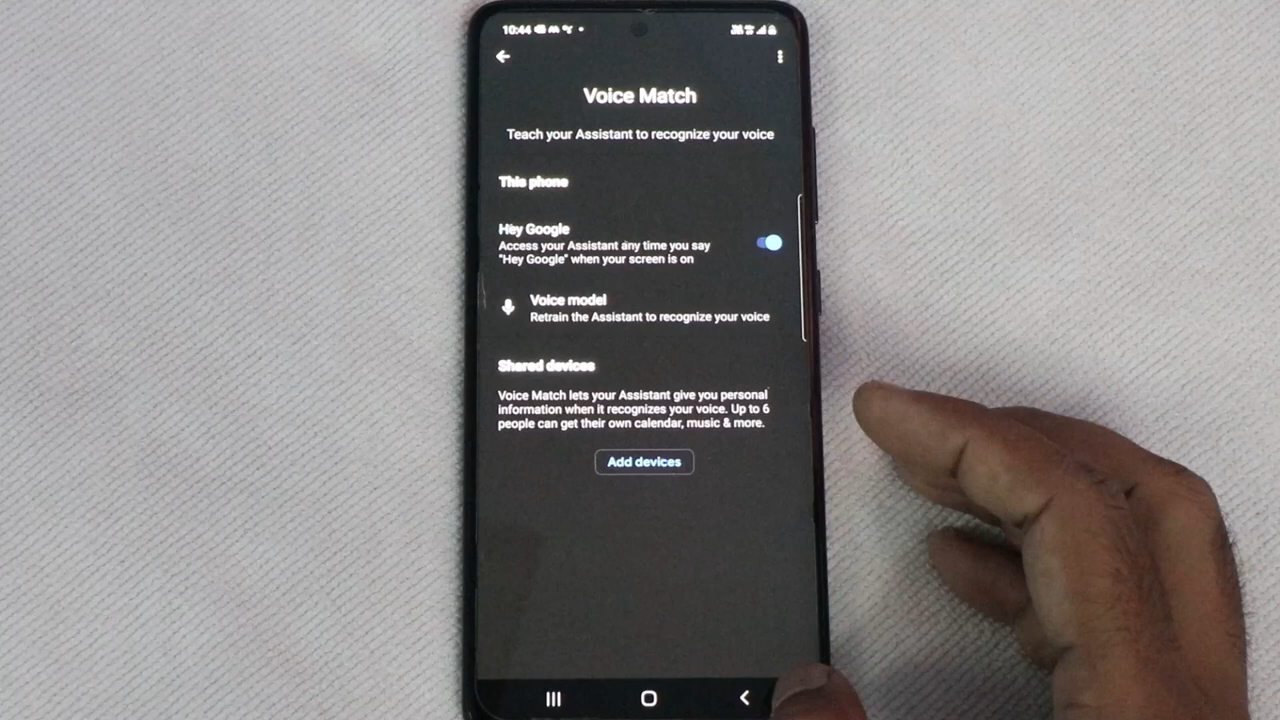 10:44
Voice Match
Teach your Assistant to recognize your voice
This phone
Hey Google
Access your Assistant any time you say
"Hey Google" when your screen is on
Voice model
Retrain the Assistant to recognize your voice
Shared devices
Voice Match lets your Assistant give you personal
information when it recognizes your voice. Up to 6
people can get their own calendar, music & more.
Add devices